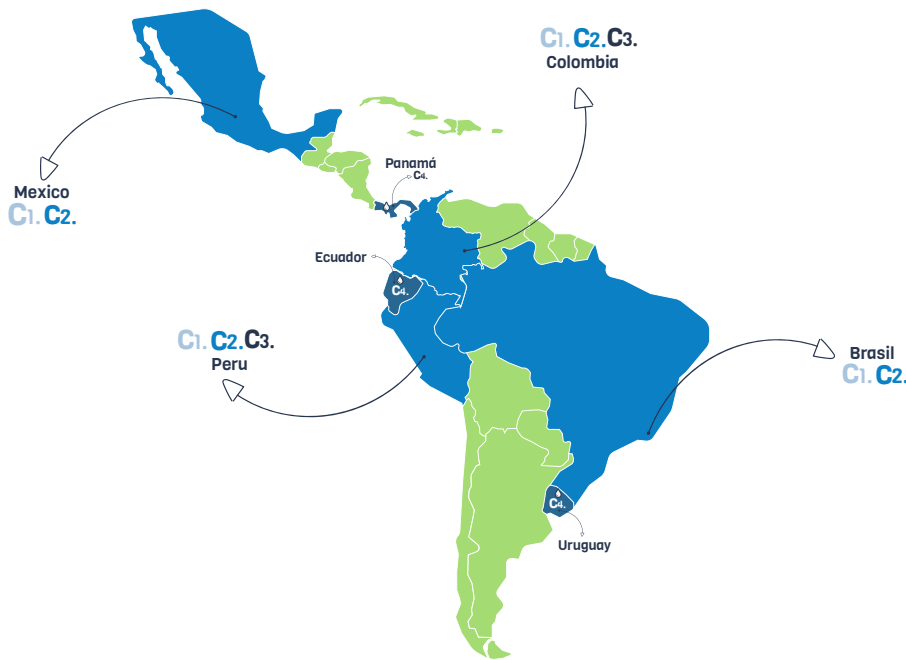 C1. C2. C3.
Colombia
Panamá
C4.
Mexico
C1. C2.
Ecuador
C4.
C1. C2. C3.
Peru
Brasil
C1. C2.
C4.
Uruguay